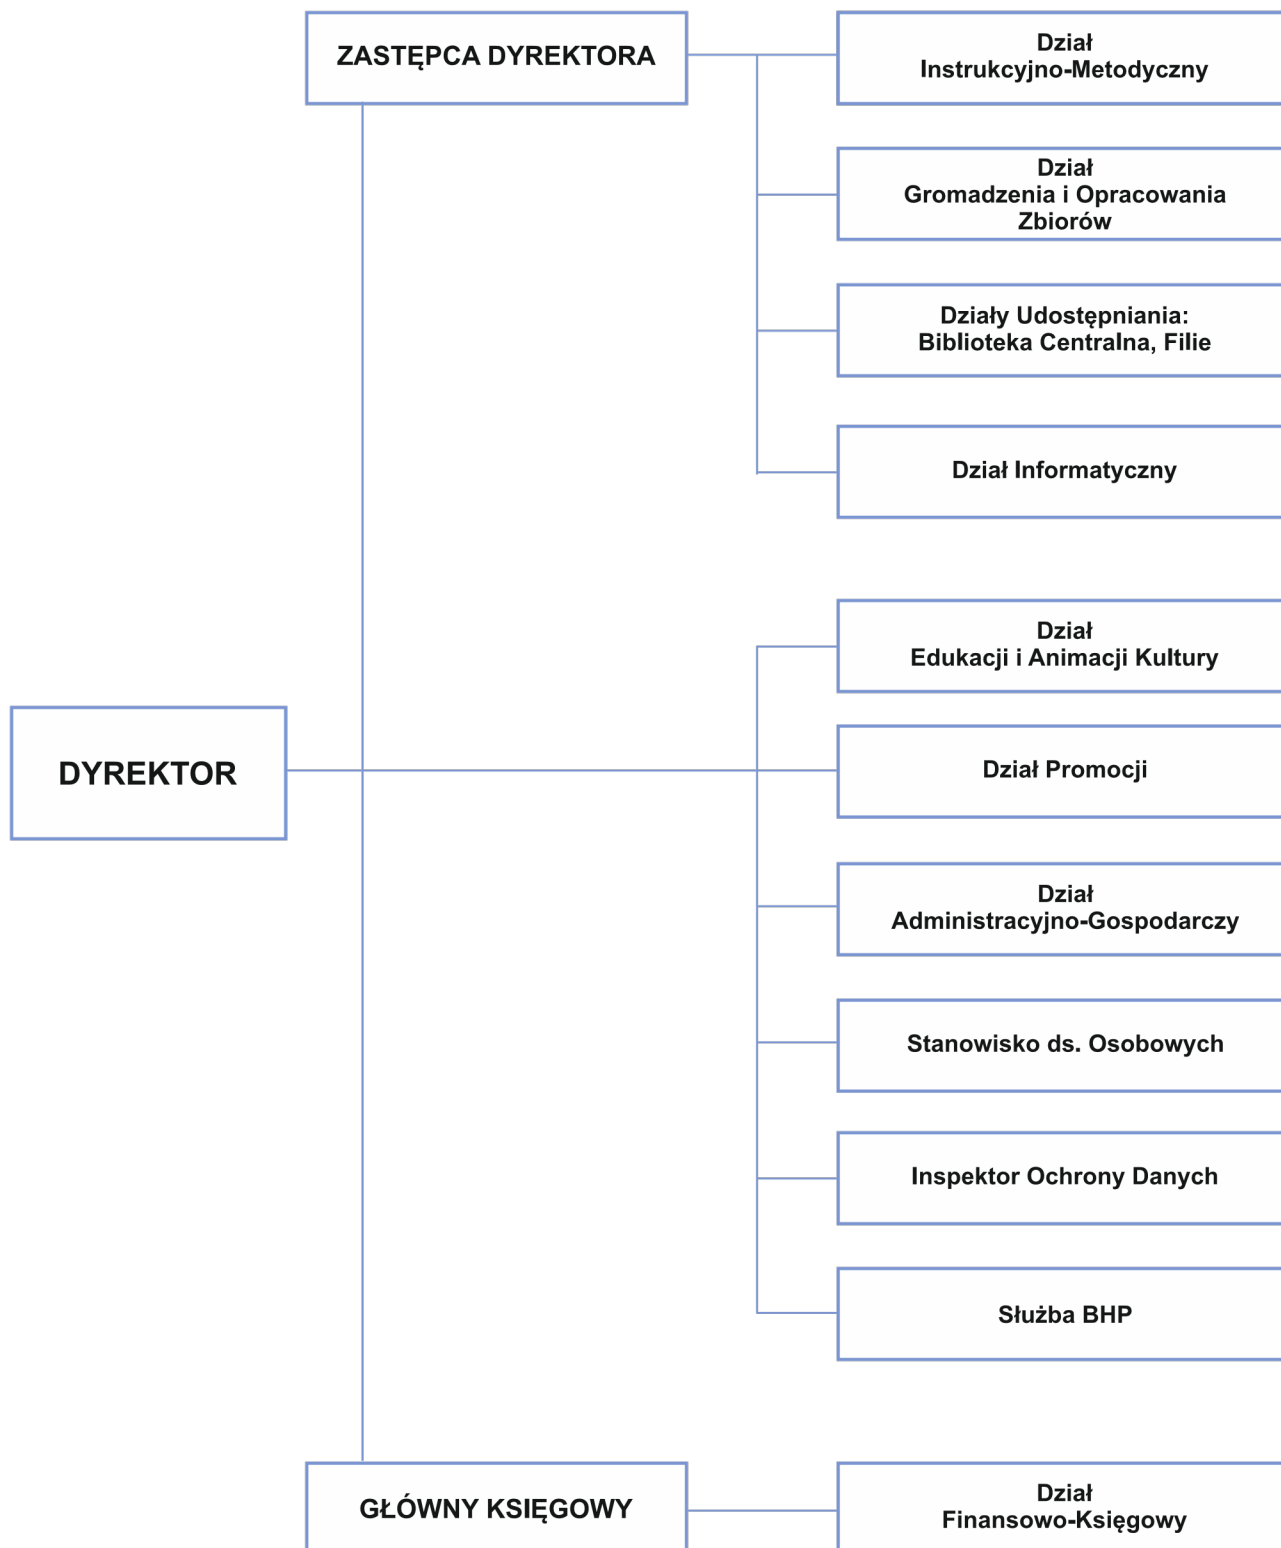 ZASTĘPCA DYREKTORA
Dział
Instrukcyjno-Metodyczny
Dział
Gromadzenia i Opracowania
Zbiorów
Działy Udostępniania:
Biblioteka Centralna, Filie
Dział Informatyczny
Dział
Edukacji i Animacji Kultury
DYREKTOR
Dział Promocji
Dział
Administracyjno-Gospodarczy
Stanowisko ds. Osobowych
Inspektor Ochrony Danych
Służba BHP
GŁÓWNY KSIĘGOWY
Dział
Finansowo-Księgowy